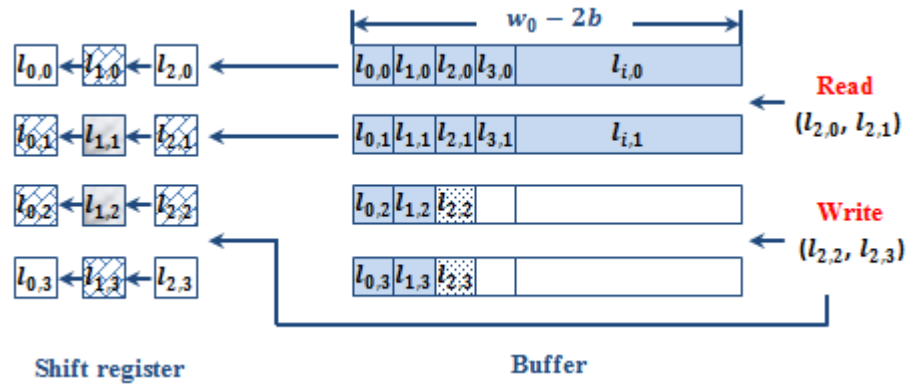 w₀ − 2b
l₀,₀ l₁,₀ l₂,₀ l₀,₀ l₁,₀ l₂,₀ l₃,₀ lᵢ,₀
Read
(l₂,₀, l₂,₁)
l₀,₁ l₁,₁ l₂,₁ l₀,₁ l₁,₁ l₂,₁ l₃,₁ lᵢ,₁
l₀,₂ l₁,₂ l₂,₂ l₀,₂ l₁,₂ l₂,₂
Write
(l₂,₂, l₂,₃)
l₀,₃ l₁,₃ l₂,₃ l₀,₃ l₁,₃ l₂,₃
Shift register Buffer